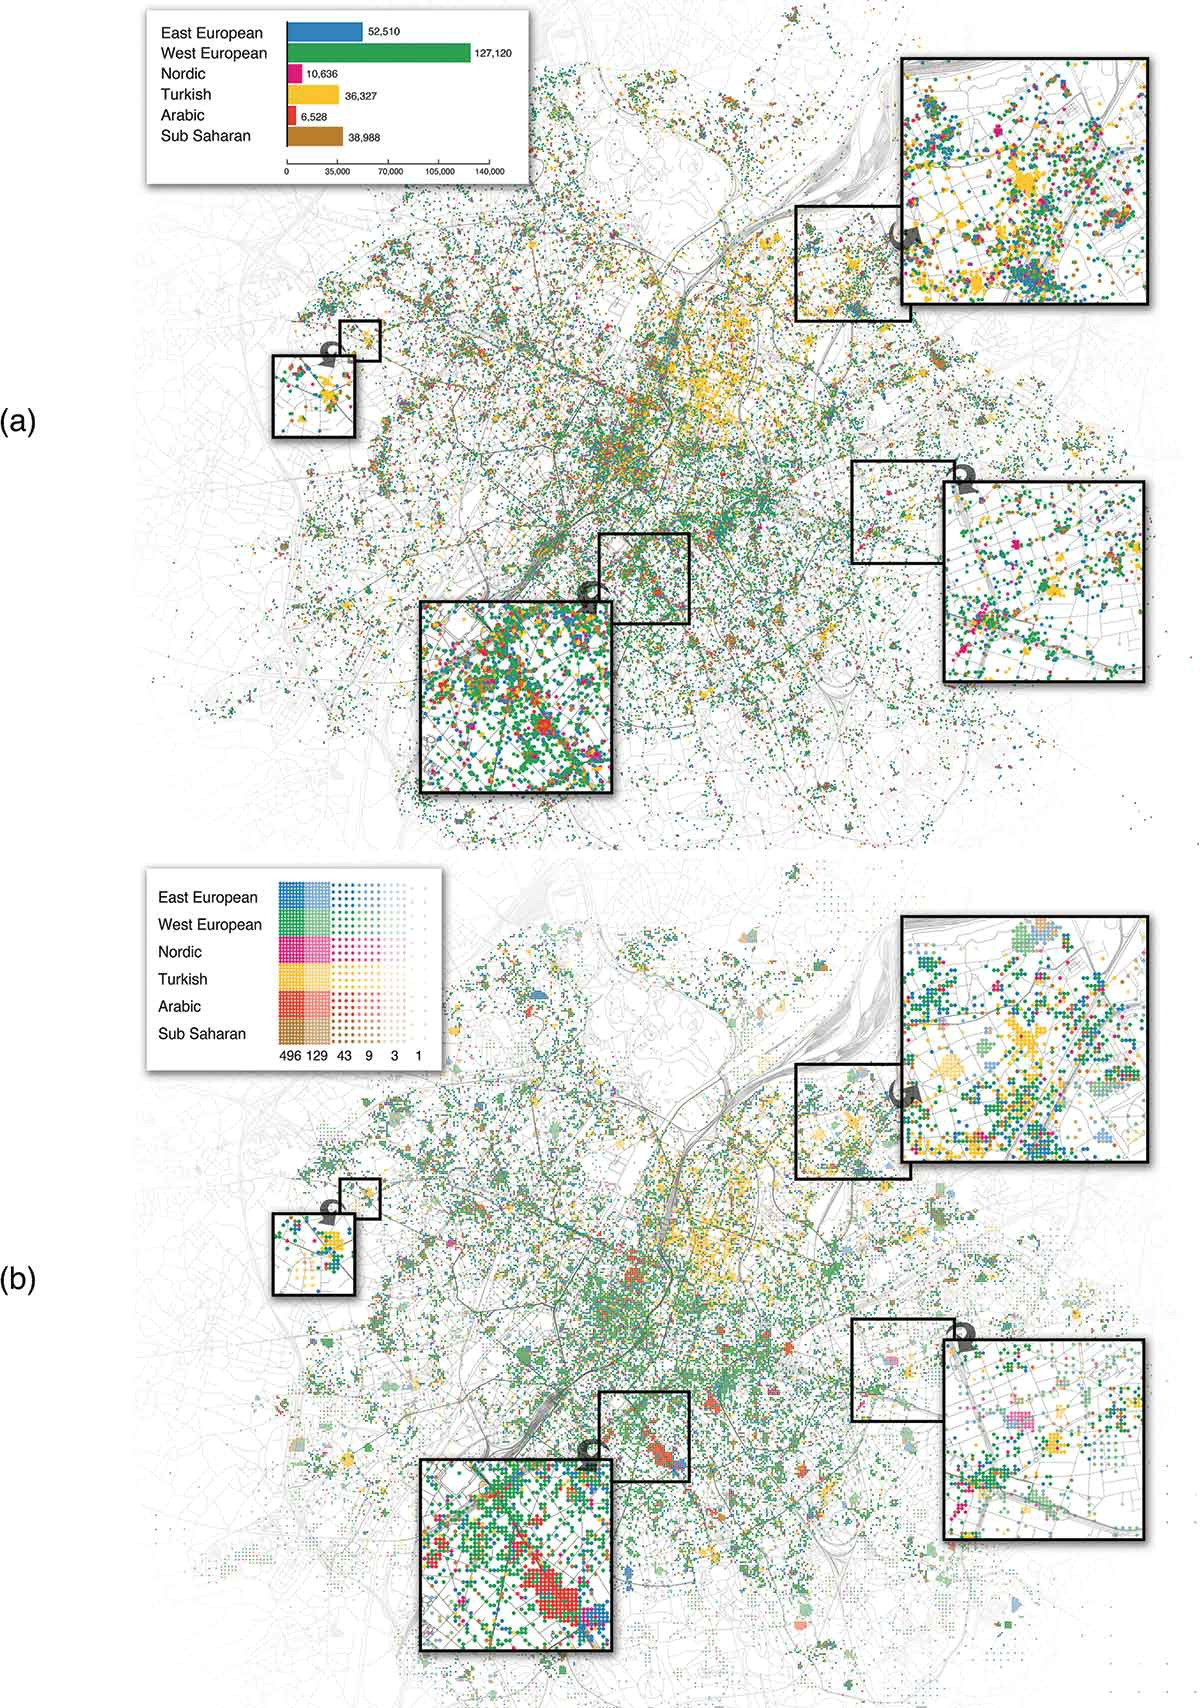 East European 52,510
West European 127,120
Nordic 10,636
Turkish 36,327
Arabic 6,528
Sub Saharan 38,988
0 35,000 70,000 105,000 140,000
(a)
East European
West European
Nordic
Turkish
Arabic
Sub Saharan
496 129 43 9 3 1
(b)